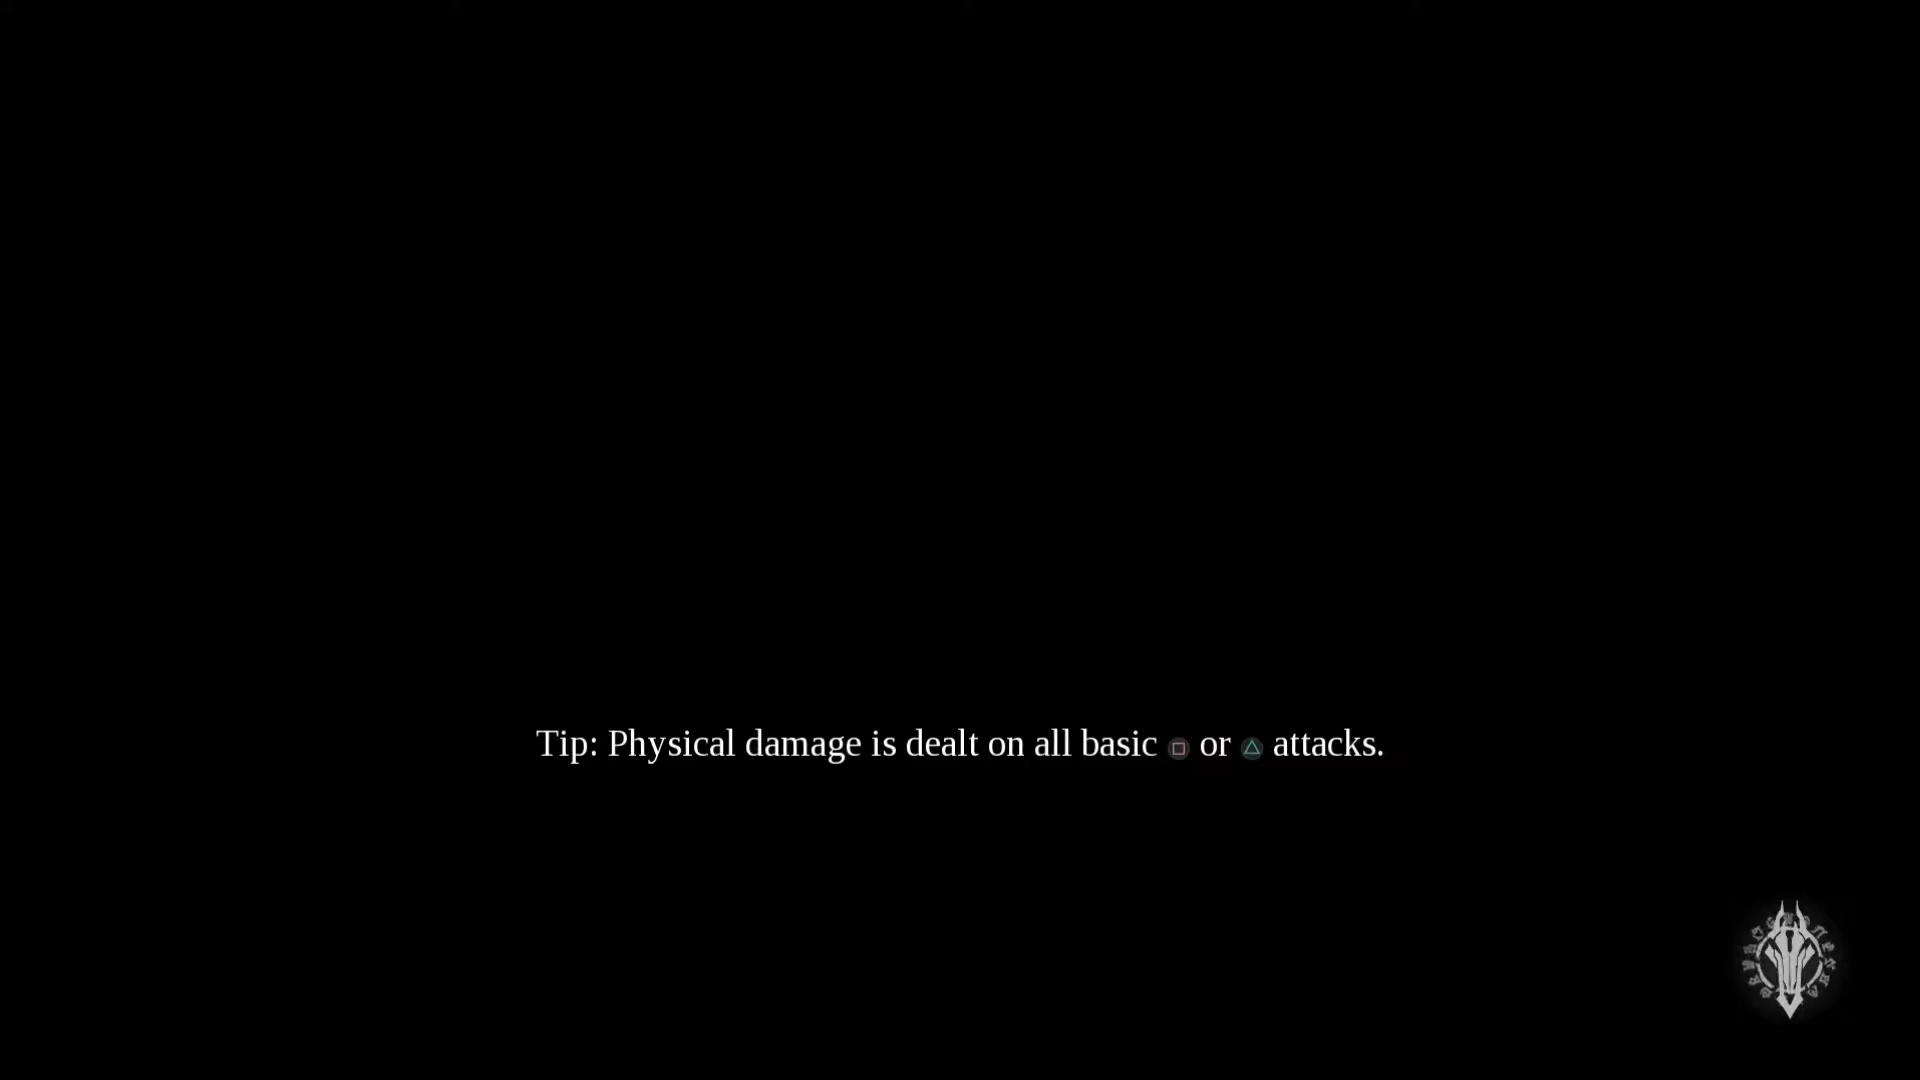 Tip: Physical damage is dealt on all basic □ or △ attacks.